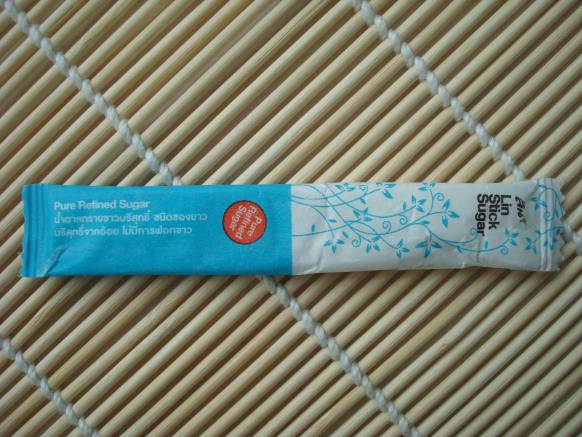 Pure Refined Sugar
น้ำตาลทรายขาวบริสุทธิ์ ชนิดซองยาว
บริสุทธิ์จากอ้อย ไม่มีการฟอกขาว
Pure
Refined
Sugar
Lin
Stick
Sugar